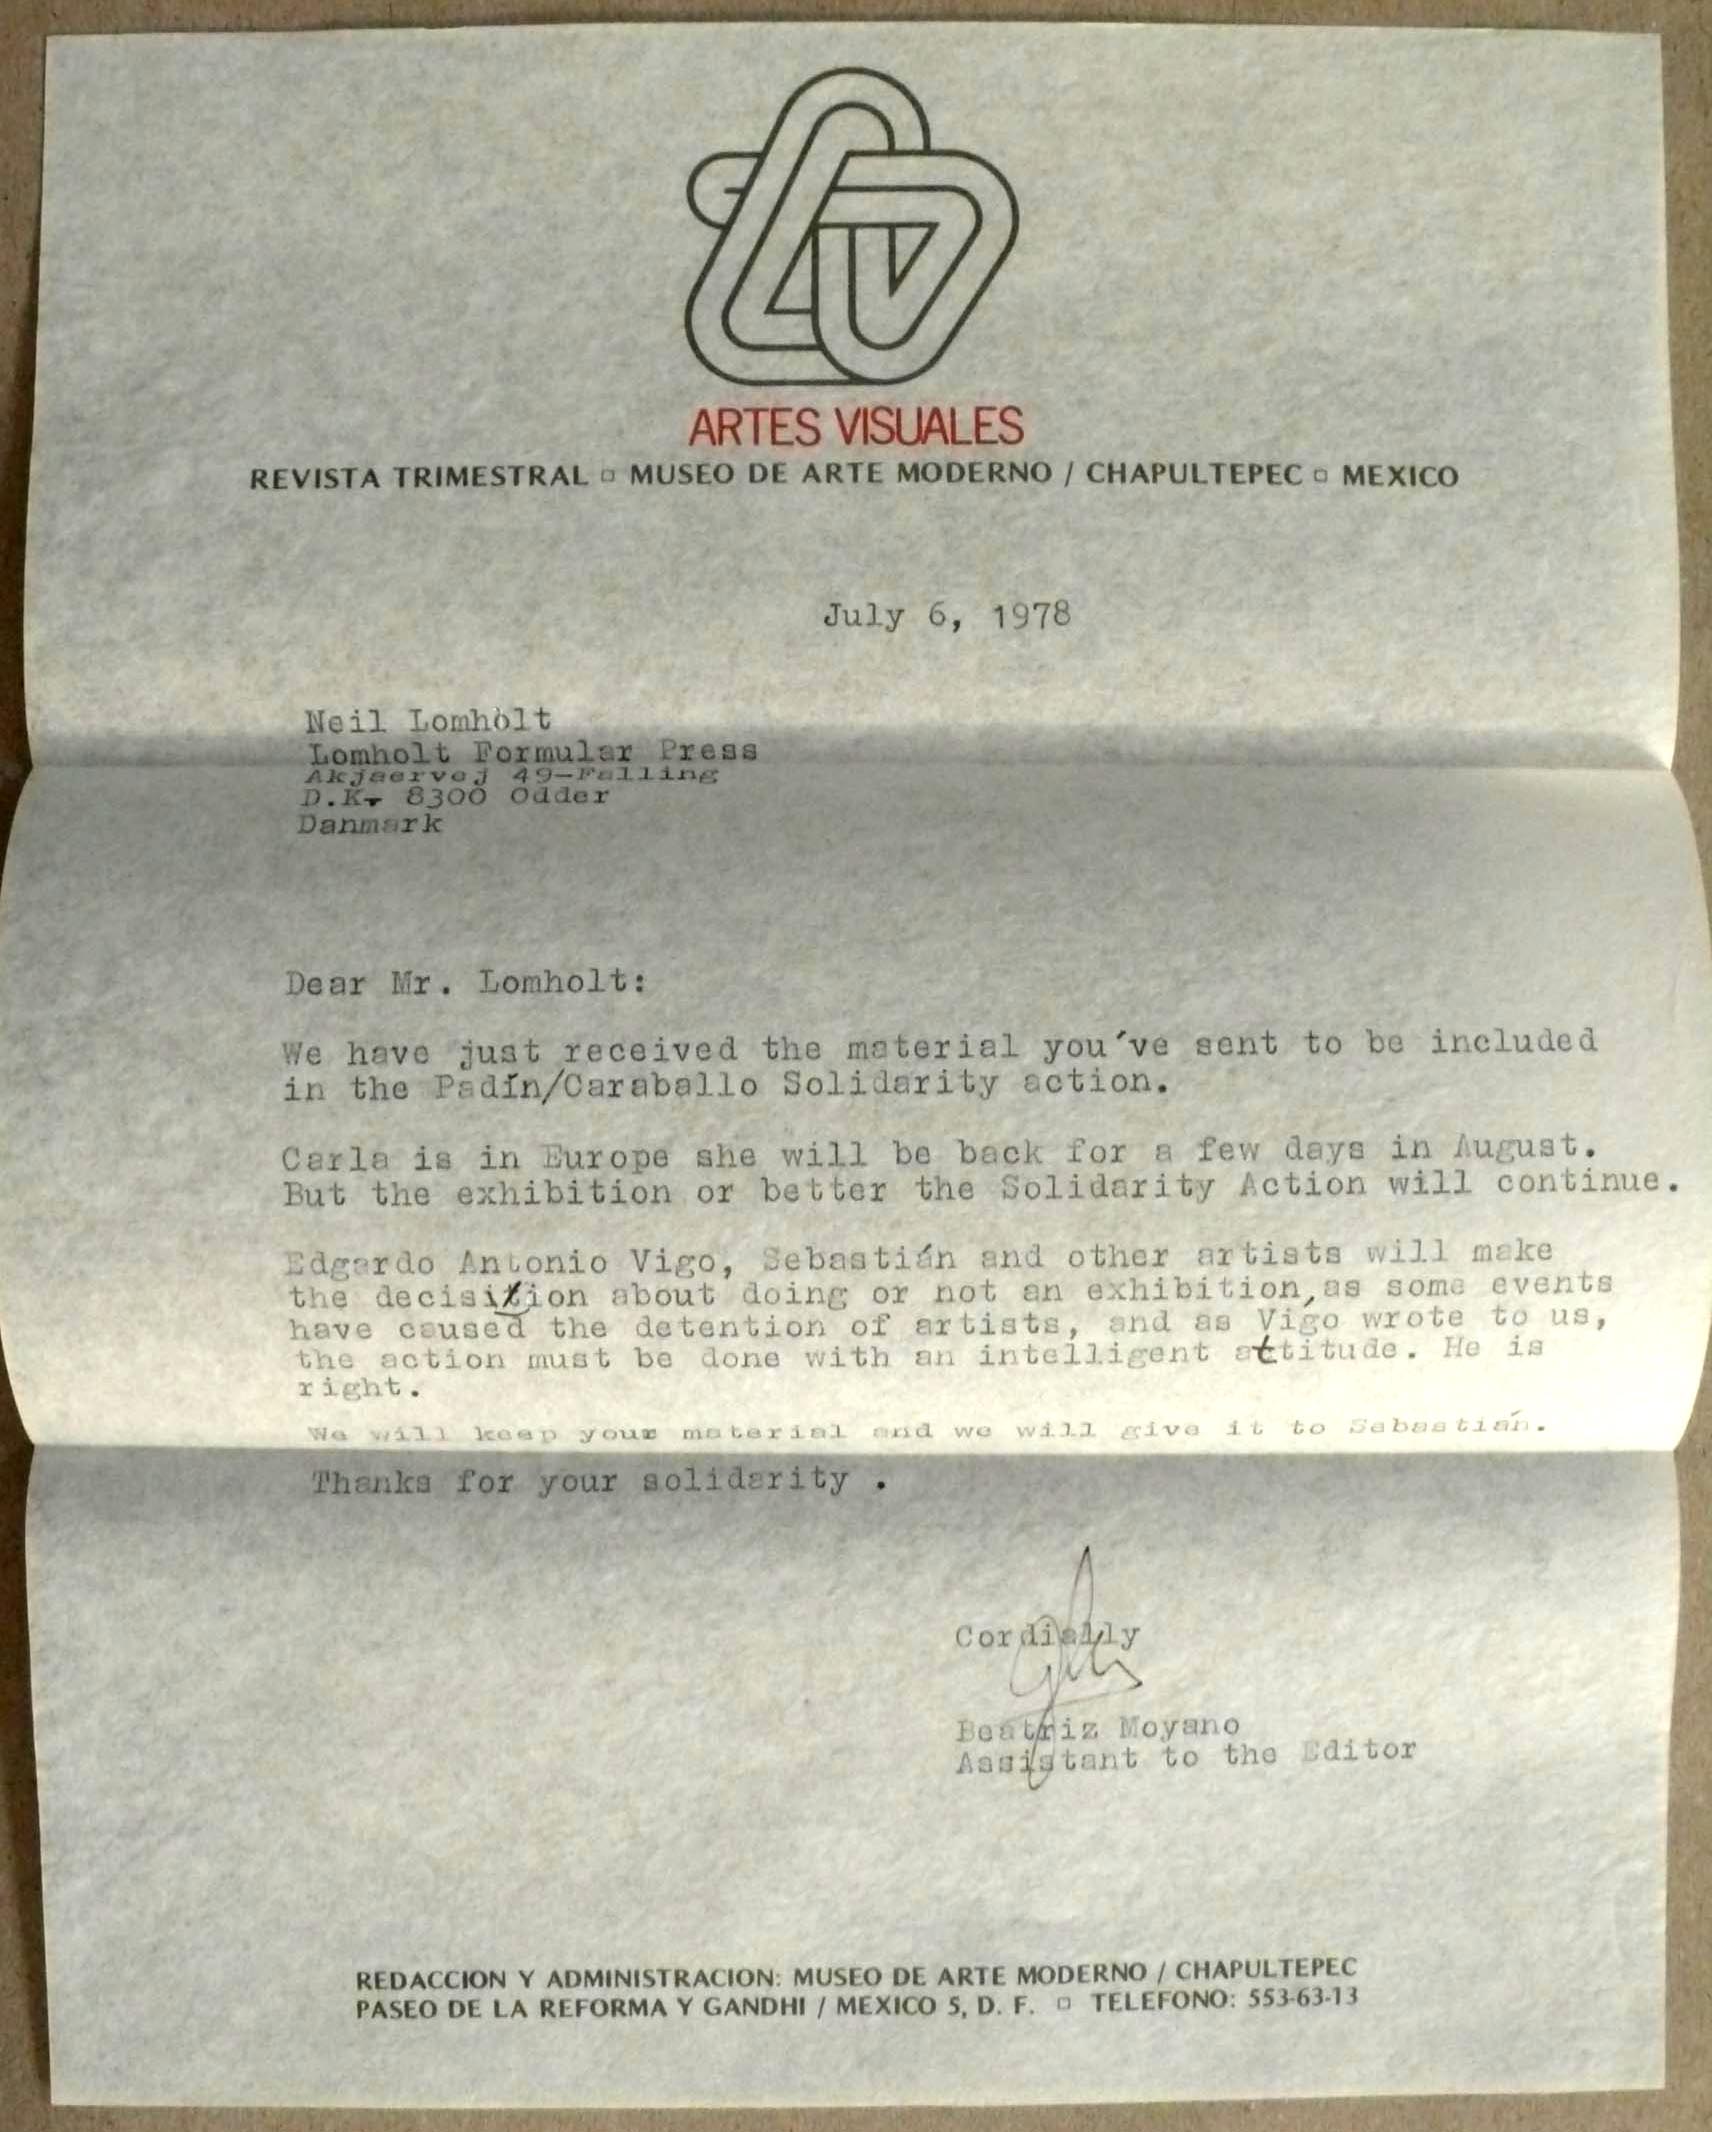 ARTES VISUALES
REVISTA TRIMESTRAL ▫ MUSEO DE ARTE MODERNO / CHAPULTEPEC ▫ MEXICO
July 6, 1978
Neil Lomholt
Lomholt Formular Press
Akjaervej 49-Falling
D.K- 8300 Odder
Danmark
Dear Mr. Lomholt:
We have just received the material you've sent to be included
in the Padín/Caraballo Solidarity action.
Carla is in Europe she will be back for a few days in August.
But the exhibition or better the Solidarity Action will continue.
Edgardo Antonio Vigo, Sebastián and other artists will make
the decision about doing or not an exhibition, as some events
have caused the detention of artists, and as Vigo wrote to us,
the action must be done with an intelligent attitude. He is
right.
We will keep your material and we will give it to Sebastián.
Thanks for your solidarity .
Cordially
Beatriz Moyano
Assistant to the Editor
REDACCION Y ADMINISTRACION: MUSEO DE ARTE MODERNO / CHAPULTEPEC
PASEO DE LA REFORMA Y GANDHI / MEXICO 5, D. F. ▫ TELEFONO: 553-63-13